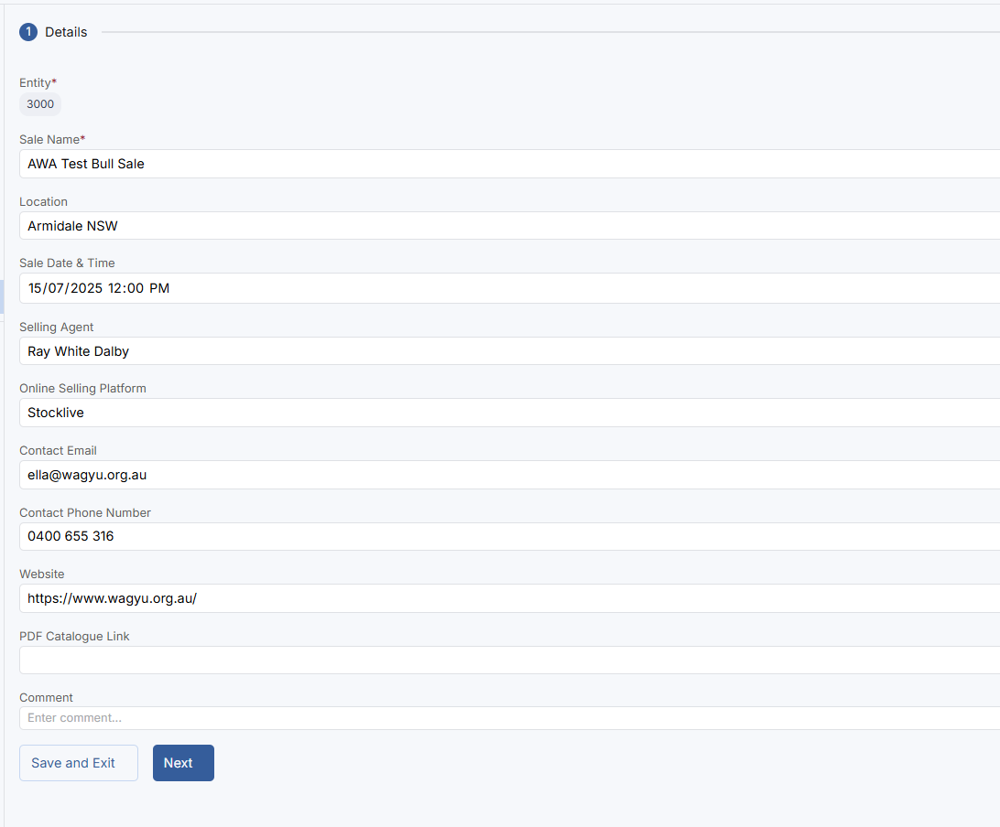 1 Details
Entity*
3000
Sale Name*
AWA Test Bull Sale
Location
Armidale NSW
Sale Date & Time
15/07/2025 12:00 PM
Selling Agent
Ray White Dalby
Online Selling Platform
Stocklive
Contact Email
ella@wagyu.org.au
Contact Phone Number
0400 655 316
Website
https://www.wagyu.org.au/
PDF Catalogue Link
Comment
Enter comment...
Save and Exit Next